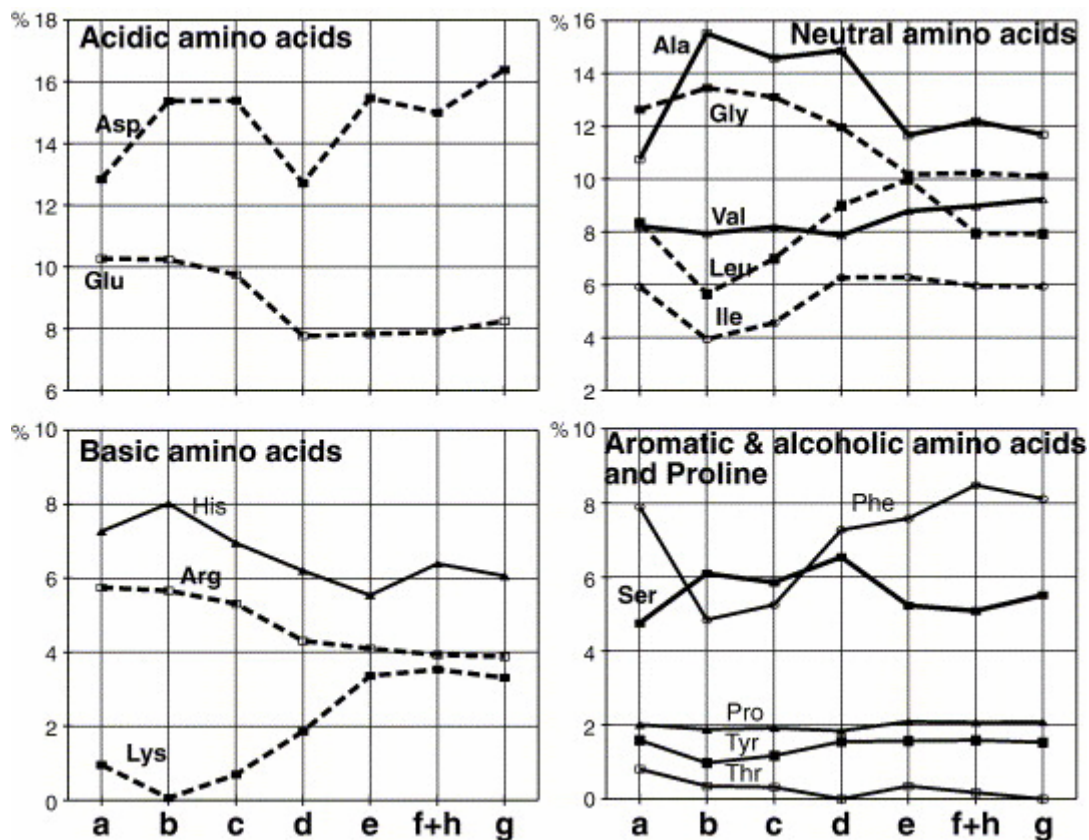 % 18
Acidic amino acids
16
Asp
14
12
10
Glu
8
6
% 16
Ala
Neutral amino acids
14
Gly
12
10
8
Val
Leu
6
Ile
4
2
% 10
Basic amino acids
8
His
6
Arg
4
2
Lys
0
a b c d e f+h g
% 10
Aromatic & alcoholic amino acids
and Proline
8
Phe
6
Ser
4
2
Pro
Tyr
Thr
0
a b c d e f+h g